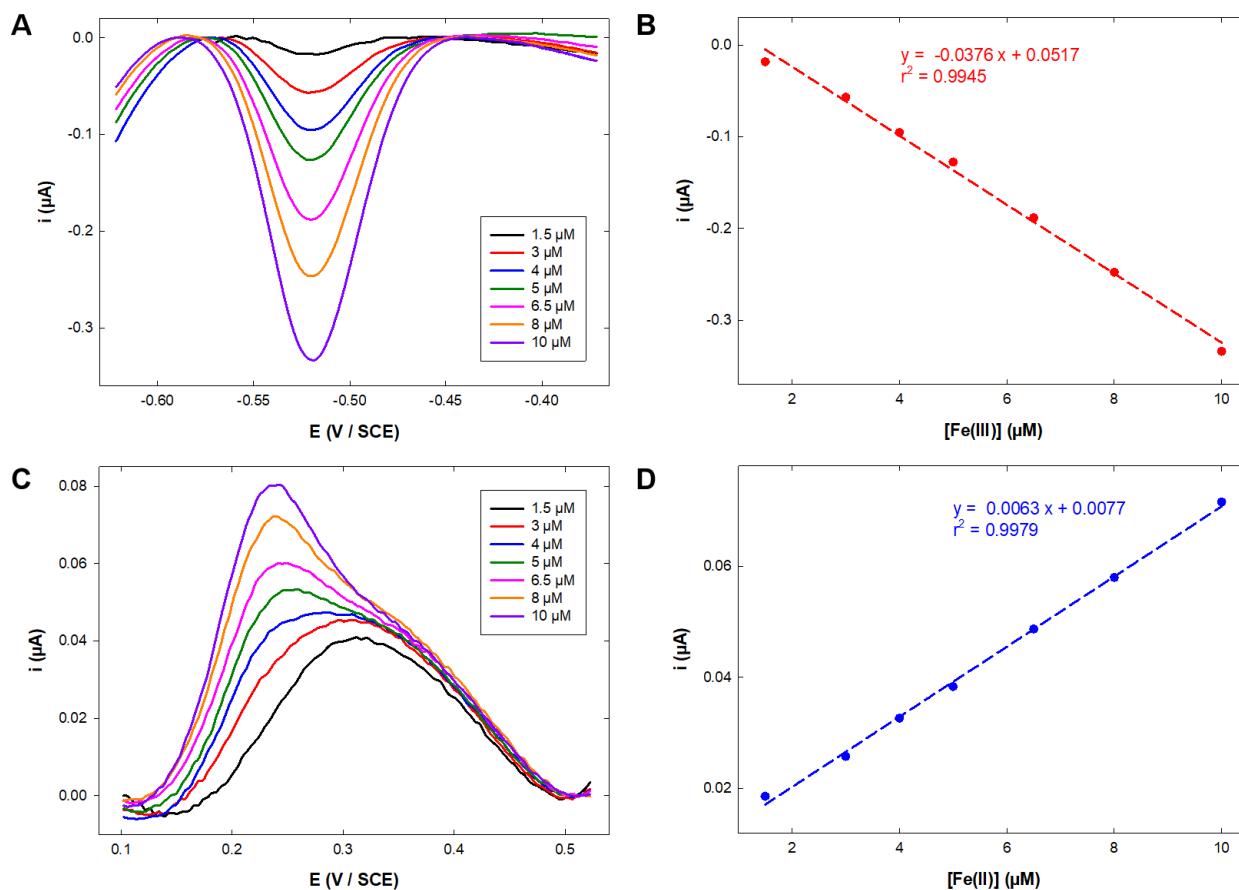 A
0.0
-0.1
-0.2
-0.3
i (µA)
1.5 µM
3 µM
4 µM
5 µM
6.5 µM
8 µM
10 µM
-0.60
-0.55
-0.50
-0.45
-0.40
E (V / SCE)
B
y = -0.0376 x + 0.0517
r² = 0.9945
0.0
-0.1
-0.2
-0.3
i (µA)
2
4
6
8
10
[Fe(III)] (µM)
C
0.08
0.06
0.04
0.02
0.00
i (µA)
1.5 µM
3 µM
4 µM
5 µM
6.5 µM
8 µM
10 µM
0.1
0.2
0.3
0.4
0.5
E (V / SCE)
D
y = 0.0063 x + 0.0077
r² = 0.9979
0.06
0.04
0.02
i (µA)
2
4
6
8
10
[Fe(II)] (µM)